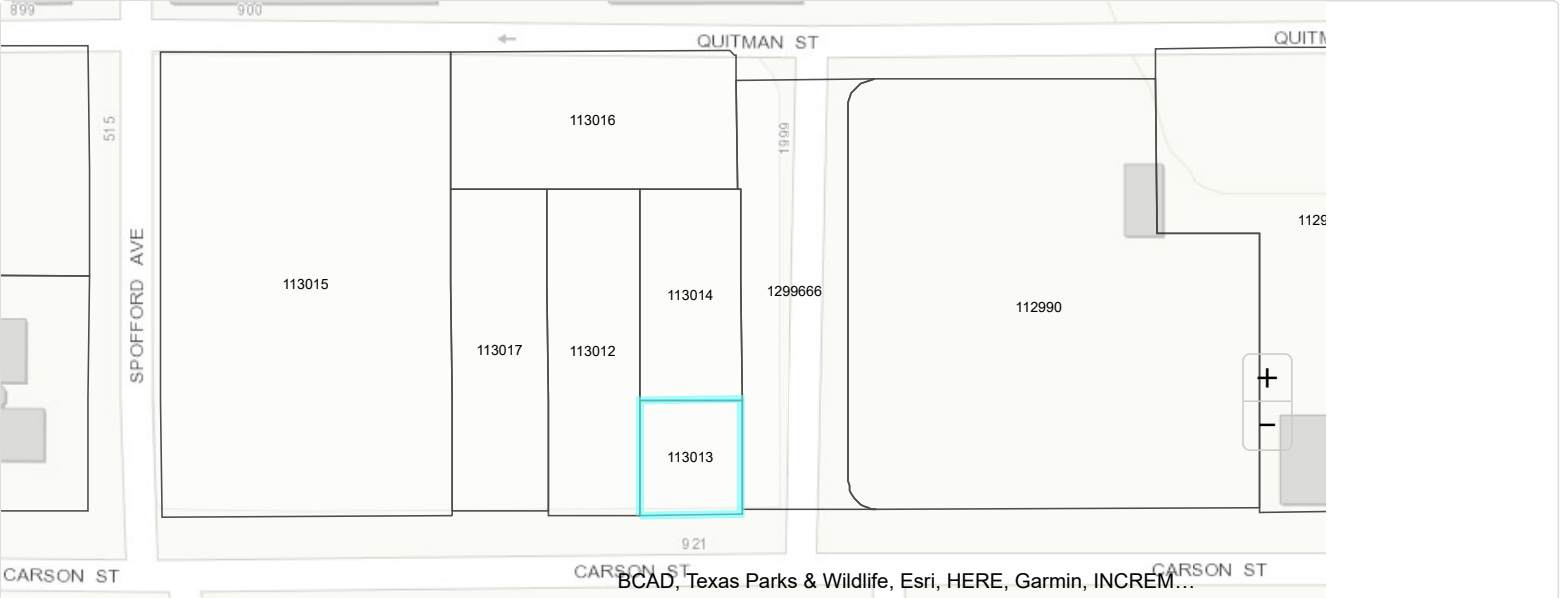 899
900
QUITMAN ST
QUITM
515
113016
1999
1129
SPOFFORD AVE
113015
113014
1299666
112990
113017
113012
+
−
113013
921
CARSON ST
CARSON ST
CARSON ST
BCAD, Texas Parks & Wildlife, Esri, HERE, Garmin, INCREM…